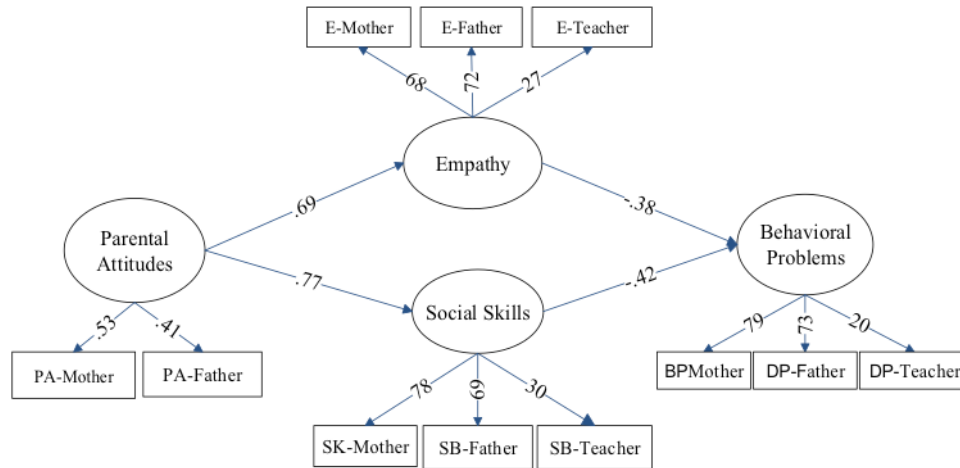 E-Mother
E-Father
E-Teacher
68
72
27
Empathy
.69
-.38
Parental
Attitudes
Behavioral
Problems
.77
-.42
Social Skills
.53
.41
79
-73
20
PA-Mother
PA-Father
BPMother
DP-Father
DP-Teacher
78
69
30
SK-Mother
SB-Father
SB-Teacher